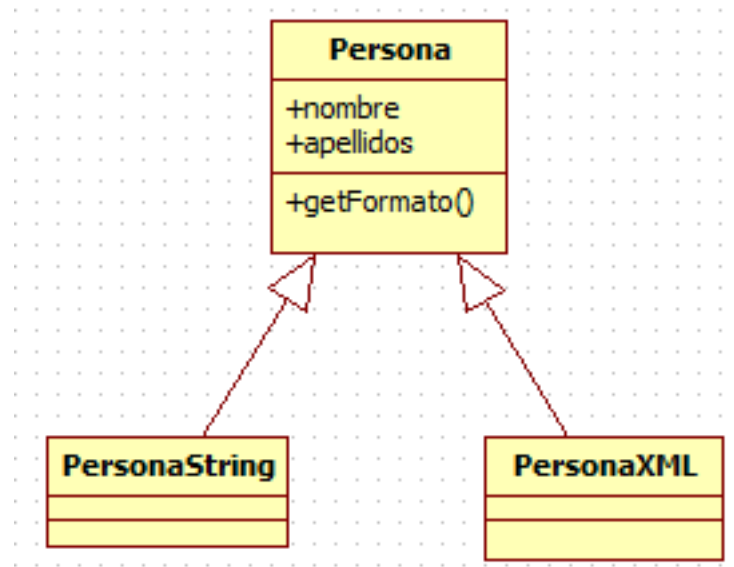 Persona
+nombre
+apellidos
+getFormato()
PersonaString
PersonaXML